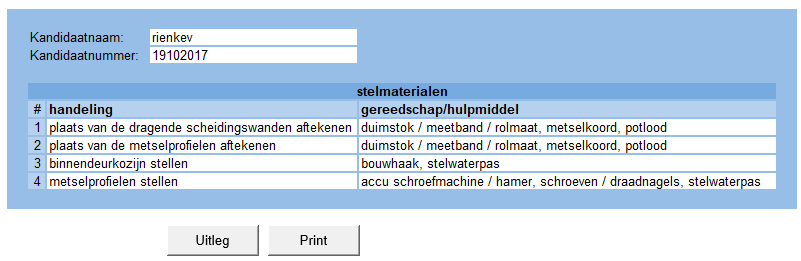 Kandidaatnaam: rienkev
Kandidaatnummer: 19102017
stelmaterialen
# handeling gereedschap/hulpmiddel
1 plaats van de dragende scheidingswanden aftekenen duimstok / meetband / rolmaat, metselkoord, potlood
2 plaats van de metselprofielen aftekenen duimstok / meetband / rolmaat, metselkoord, potlood
3 binnendeurkozijn stellen bouwhaak, stelwaterpas
4 metselprofielen stellen accu schroefmachine / hamer, schroeven / draadnagels, stelwaterpas
Uitleg Print